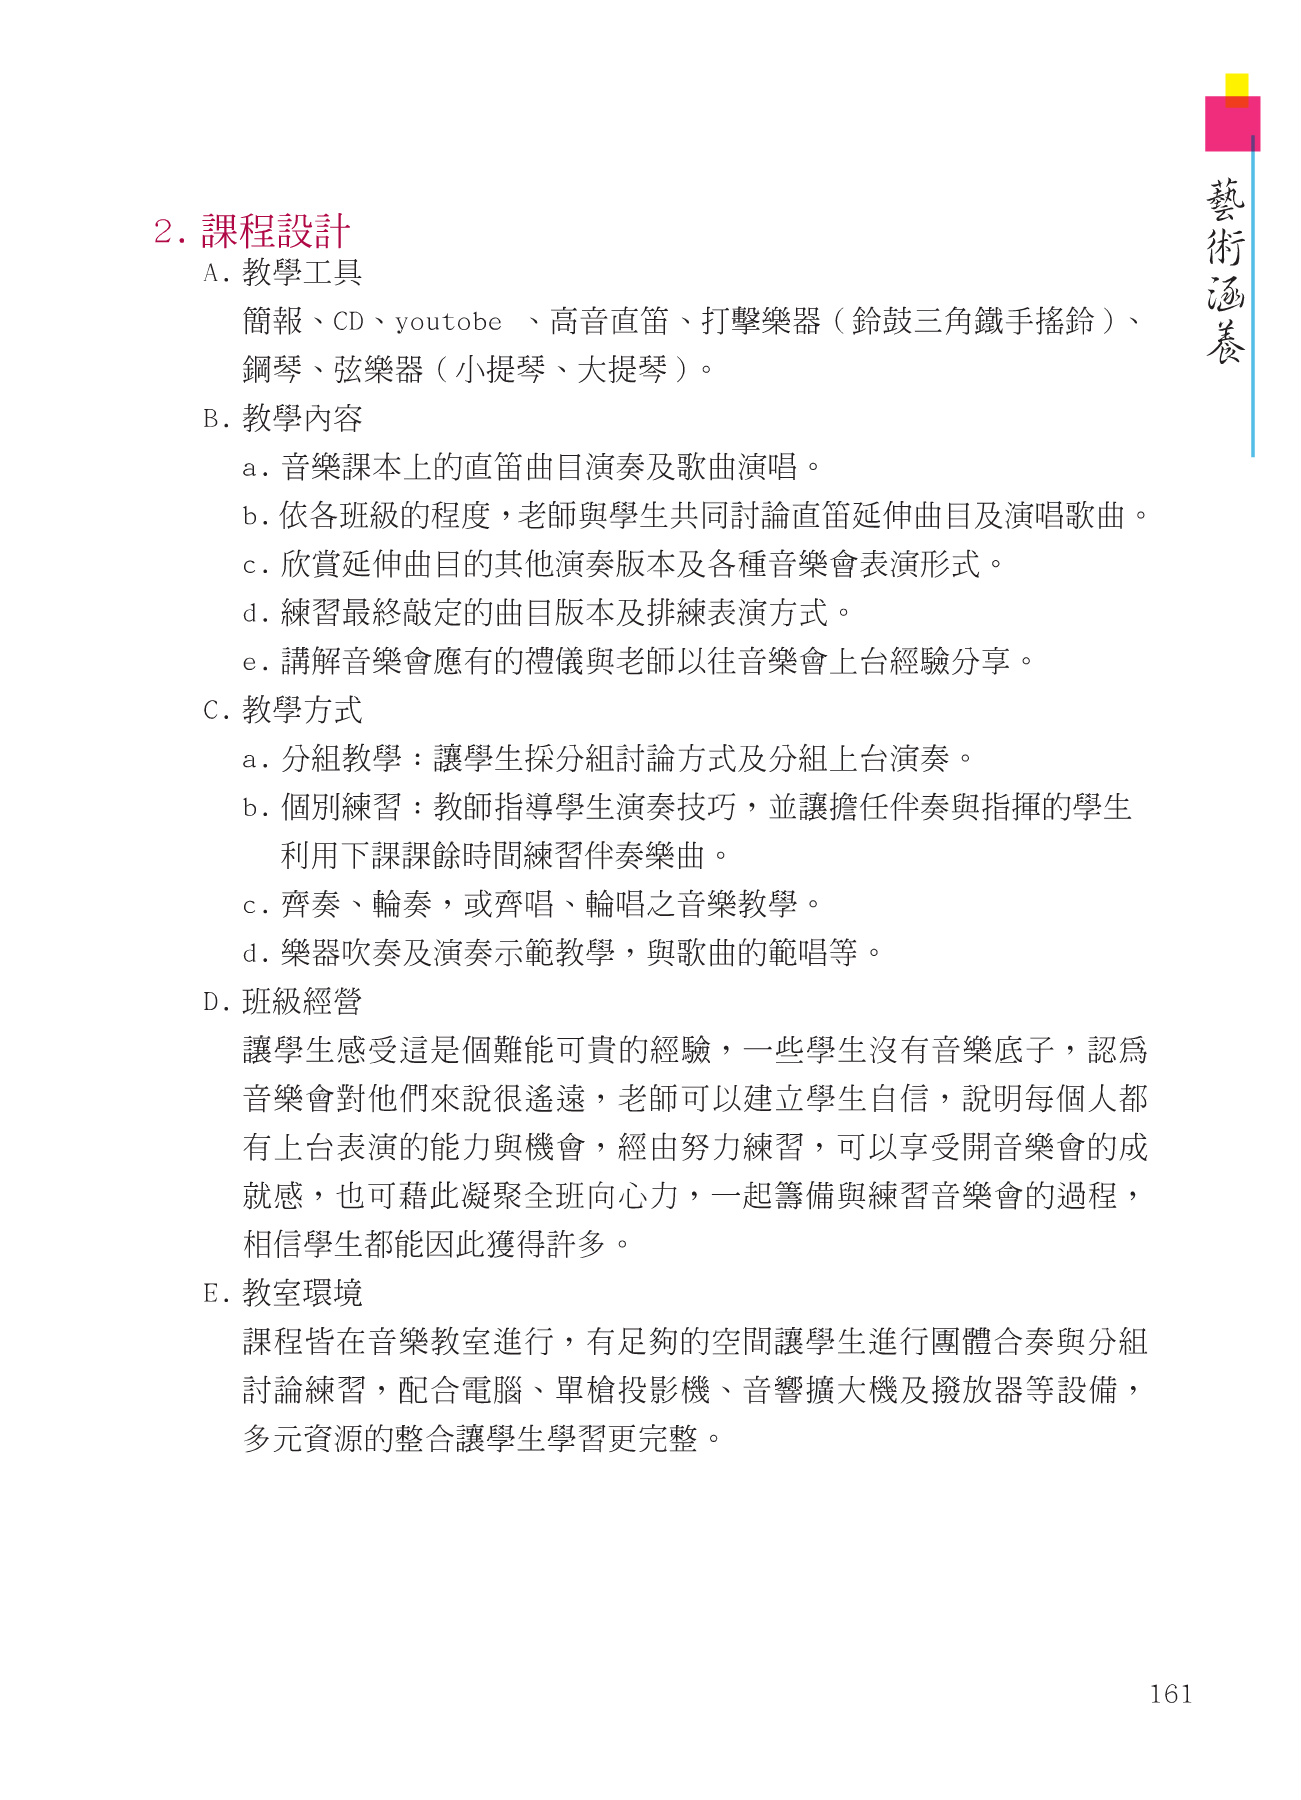 藝術涵養
2. 課程設計
A. 教學工具
簡報、CD、youtobe 、高音直笛、打擊樂器（鈴鼓三角鐵手搖鈴）、
鋼琴、弦樂器（小提琴、大提琴）。
B. 教學內容
a. 音樂課本上的直笛曲目演奏及歌曲演唱。
b. 依各班級的程度，老師與學生共同討論直笛延伸曲目及演唱歌曲。
c. 欣賞延伸曲目的其他演奏版本及各種音樂會表演形式。
d. 練習最終敲定的曲目版本及排練表演方式。
e. 講解音樂會應有的禮儀與老師以往音樂會上台經驗分享。
C. 教學方式
a. 分組教學：讓學生採分組討論方式及分組上台演奏。
b. 個別練習：教師指導學生演奏技巧，並讓擔任伴奏與指揮的學生
利用下課課餘時間練習伴奏樂曲。
c. 齊奏、輪奏，或齊唱、輪唱之音樂教學。
d. 樂器吹奏及演奏示範教學，與歌曲的範唱等。
D. 班級經營
讓學生感受這是個難能可貴的經驗，一些學生沒有音樂底子，認為
音樂會對他們來說很遙遠，老師可以建立學生自信，說明每個人都
有上台表演的能力與機會，經由努力練習，可以享受開音樂會的成
就感，也可藉此凝聚全班向心力，一起籌備與練習音樂會的過程，
相信學生都能因此獲得許多。
E. 教室環境
課程皆在音樂教室進行，有足夠的空間讓學生進行團體合奏與分組
討論練習，配合電腦、單槍投影機、音響擴大機及撥放器等設備，
多元資源的整合讓學生學習更完整。
161